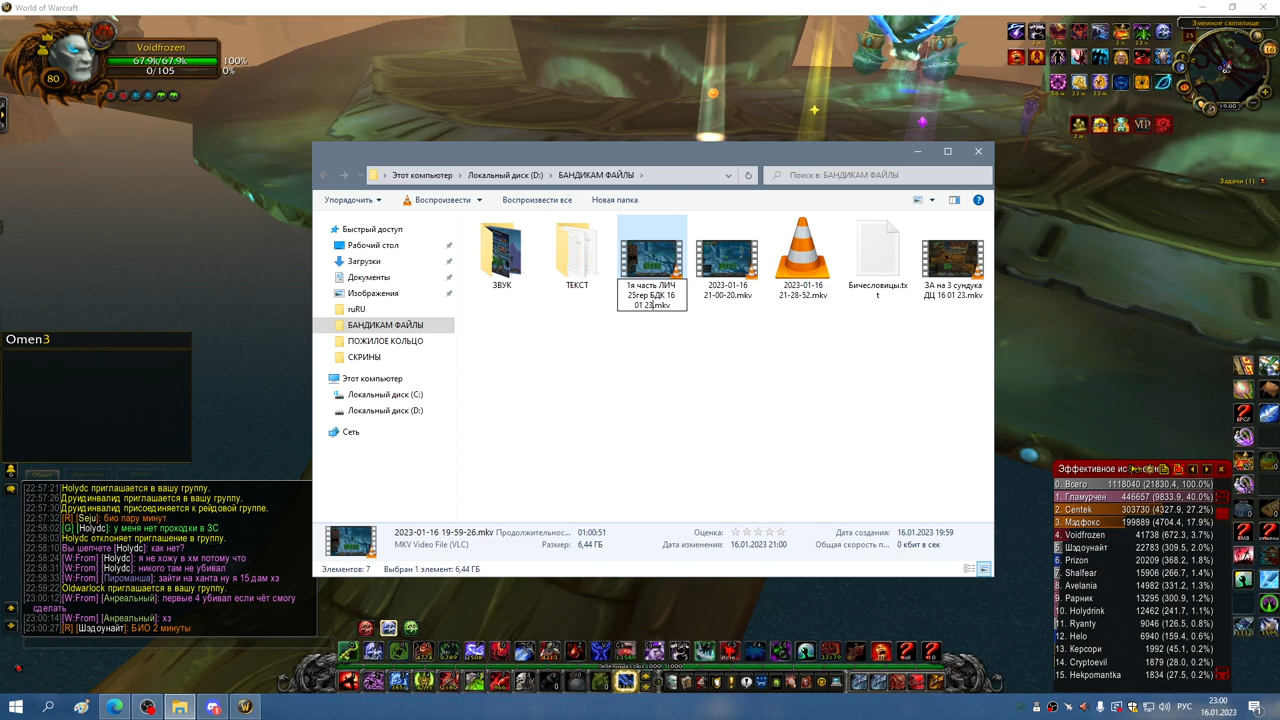 World of Warcraft
Voidfrozen
67.9k/67.9k 100%
0/105 0%
80
Змеиное святилище
25
16
19:00
VIP
Задачи (1)
Этот компьютер
Локальный диск (D:)
БАНДИКАМ ФАЙЛЫ
Поиск в: БАНДИКАМ ФАЙЛЫ
Упорядочить
Воспроизвести
Воспроизвести все
Новая папка
Быстрый доступ
Рабочий стол
Загрузки
Документы
Изображения
ruRU
БАНДИКАМ ФАЙЛЫ
ПОЖИЛОЕ КОЛЬЦО
СКРИНЫ
Этот компьютер
Локальный диск (C:)
Локальный диск (D:)
Сеть
ЗВУК
ТЕКСТ
1я часть ЛИЧ
25гер БДК 16
01 23.mkv
2023-01-16
21-00-20.mkv
2023-01-16
21-28-52.mkv
Бичесловицы.tx
t
ЗА на 3 сундука
ДЦ 16 01 23.mkv
2023-01-16 19-59-26.mkv
MKV Video File (VLC)
Продолжительнос... 01:00:51
Размер: 6,44 ГБ
Оценка:
Дата изменения: 16.01.2023 21:00
Дата создания: 16.01.2023 19:59
Общая скорость п... 0 кбит в сек
Элементов: 7
Выбран 1 элемент: 6,44 ГБ
Omen3
[22:57:21]Holydc приглашается в вашу группу.
[22:57:26]Друидинвалид приглашается в вашу группу.
[22:57:30]Друидинвалид присоединяется к рейдовой группе.
[22:57:32][R] [Seju]: био пару минут
[22:58:02][G] [Holydc]: у меня нет проходки в ЗС
[22:58:03]Holydc отклоняет приглашение в группу.
[22:58:10]Вы шепчете [Holydc]: как нет?
[22:58:17][W:From] [Holydc]: я не хожу в хм потому что
[22:58:31][W:From] [Holydc]: никого там не убивал
[22:58:33][W:From] [Пироманша]: зайти на ханта ну я 15 дам хз
[22:59:22]Oldwarlock приглашается в вашу группу.
[23:00:12][W:From] [Анреальный]: первые 4 убивал если чёт смогу
сделать
[23:00:14][W:From] [Анреальный]: хз
[23:00:27][R] [Шэдоунайт]: БИО 2 минуты
0. Всего 1118040 (21830.4, 100.0%)
1. Гламурчен 446657 (9833.9, 40.0%)
2. Centek 303730 (4327.9, 27.2%)
3. Мэдфокс 199889 (4704.4, 17.9%)
4. Voidfrozen 41738 (672.3, 3.7%)
5. Шэдоунайт 22783 (309.5, 2.0%)
6. Prizon 20209 (368.2, 1.8%)
7. Shalfear 15906 (266.7, 1.4%)
8. Avelania 14982 (331.2, 1.3%)
9. Рарник 13295 (300.9, 1.2%)
10. Holydrink 12462 (241.7, 1.1%)
11. Ryanty 9046 (126.5, 0.8%)
12. Helo 6940 (159.4, 0.6%)
13. Керсори 1992 (45.1, 0.2%)
14. Cryptoevil 1879 (28.0, 0.2%)
15. Некромantka 1834 (27.5, 0.2%)
РУС
23:00
16.01.2023